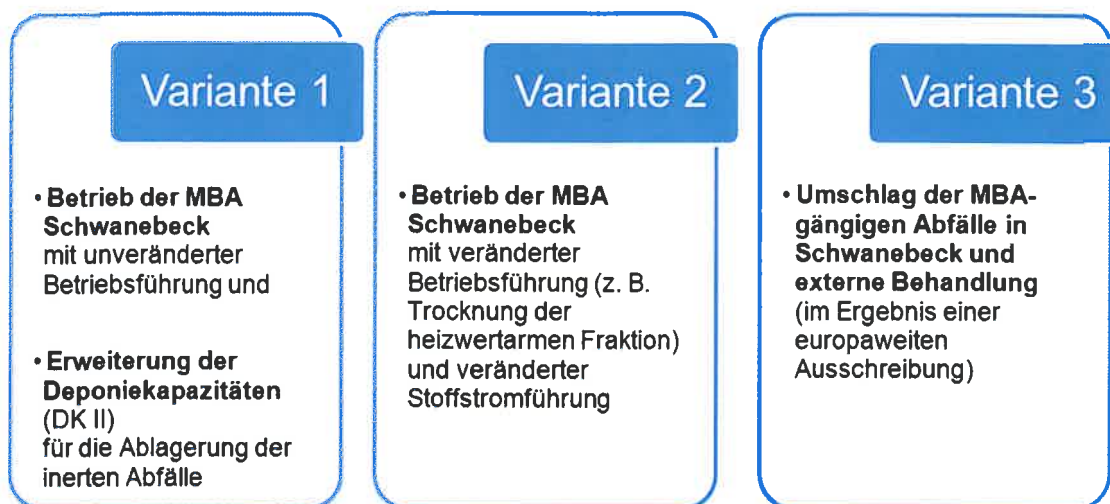 Variante 1
• Betrieb der MBA
Schwanebeck
mit unveränderter
Betriebsführung und
• Erweiterung der
Deponiekapazitäten
(DK II)
für die Ablagerung der
inerten Abfälle
Variante 2
• Betrieb der MBA
Schwanebeck
mit veränderter
Betriebsführung (z. B.
Trocknung der
heizwertarmen Fraktion)
und veränderter
Stoffstromführung
Variante 3
• Umschlag der MBA-
gängigen Abfälle in
Schwanebeck und
externe Behandlung
(im Ergebnis einer
europaweiten
Ausschreibung)